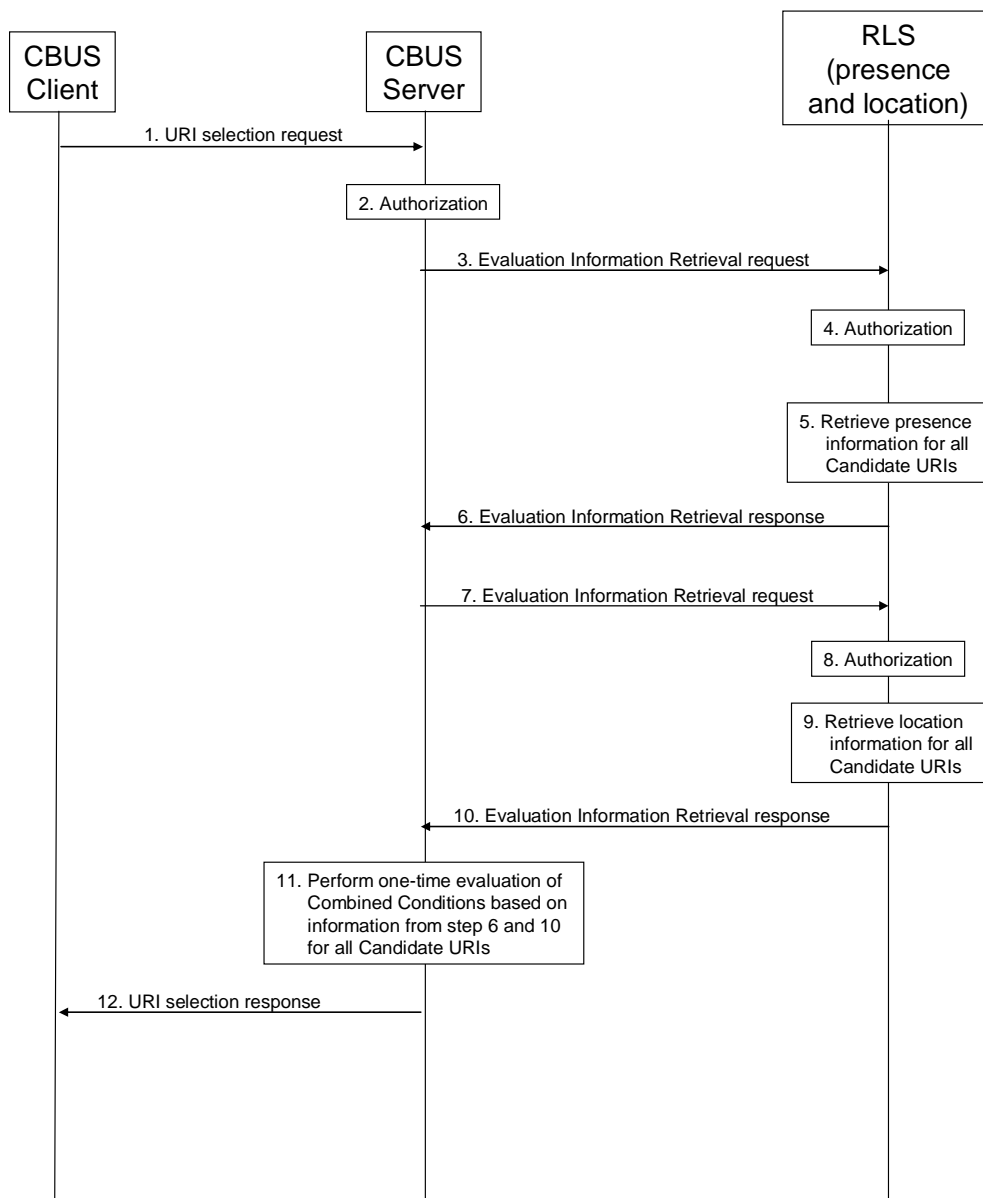 CBUS
Client
CBUS
Server
RLS
(presence
and location)
1. URI selection request
2. Authorization
3. Evaluation Information Retrieval request
4. Authorization
5. Retrieve presence
information for all
Candidate URIs
6. Evaluation Information Retrieval response
7. Evaluation Information Retrieval request
8. Authorization
9. Retrieve location
information for all
Candidate URIs
10. Evaluation Information Retrieval response
11. Perform one-time evaluation of
Combined Conditions based on
information from step 6 and 10
for all Candidate URIs
12. URI selection response